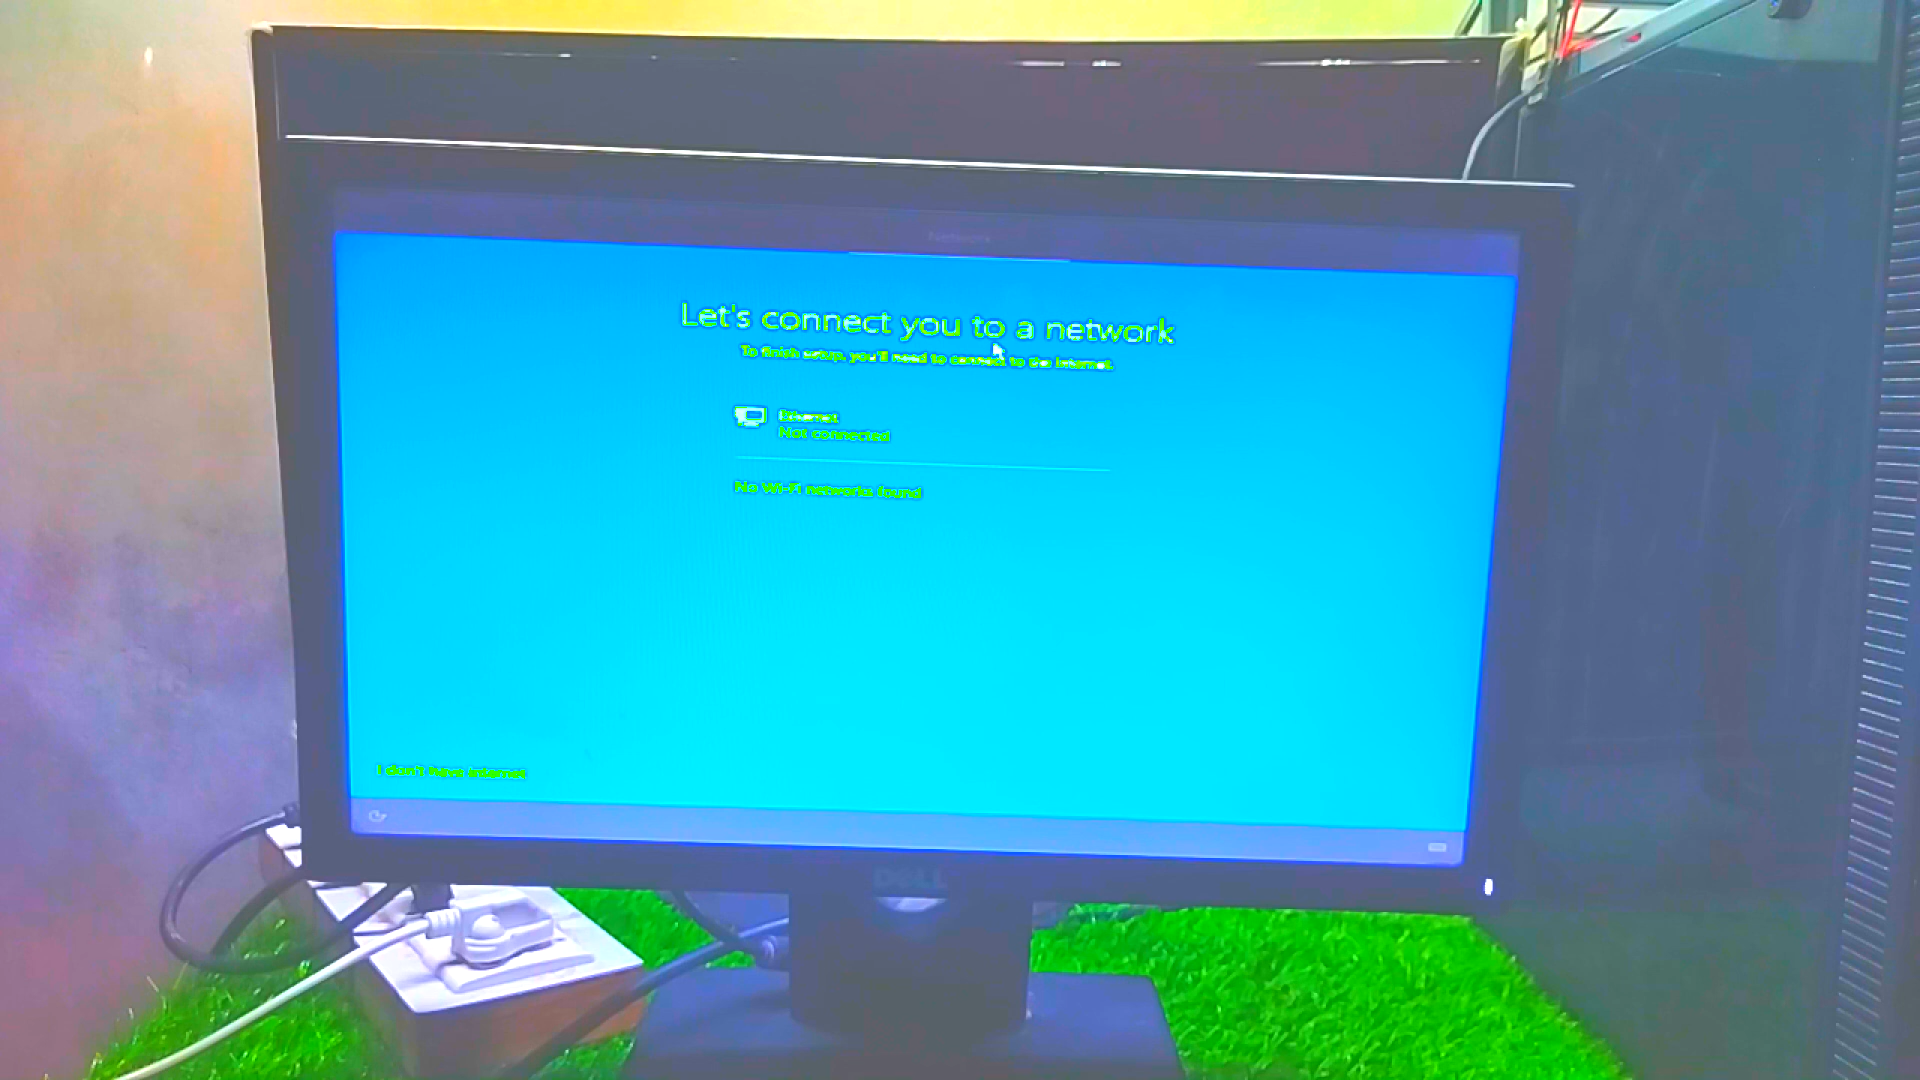 Network
Let's connect you to a network
To finish setup, you'll need to connect to the Internet.
Ethernet
Not connected
No Wi-Fi networks found
I don't have internet
DELL